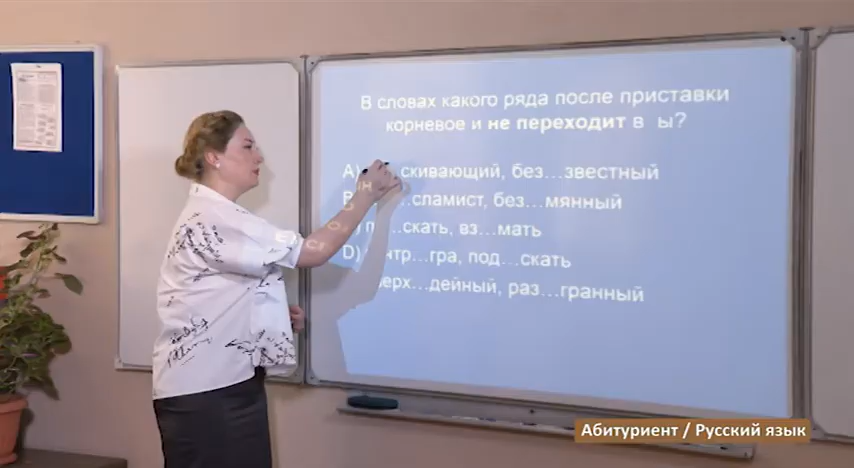 В словах какого ряда после приставки
корневое и не переходит в ы?
A) скивающий, без...звестный
...сламист, без...мянный
...скать, вз...мать
D) нтр...гра, под...скать
ерх...дейный, раз...гранный
Абитуриент / Русский язык